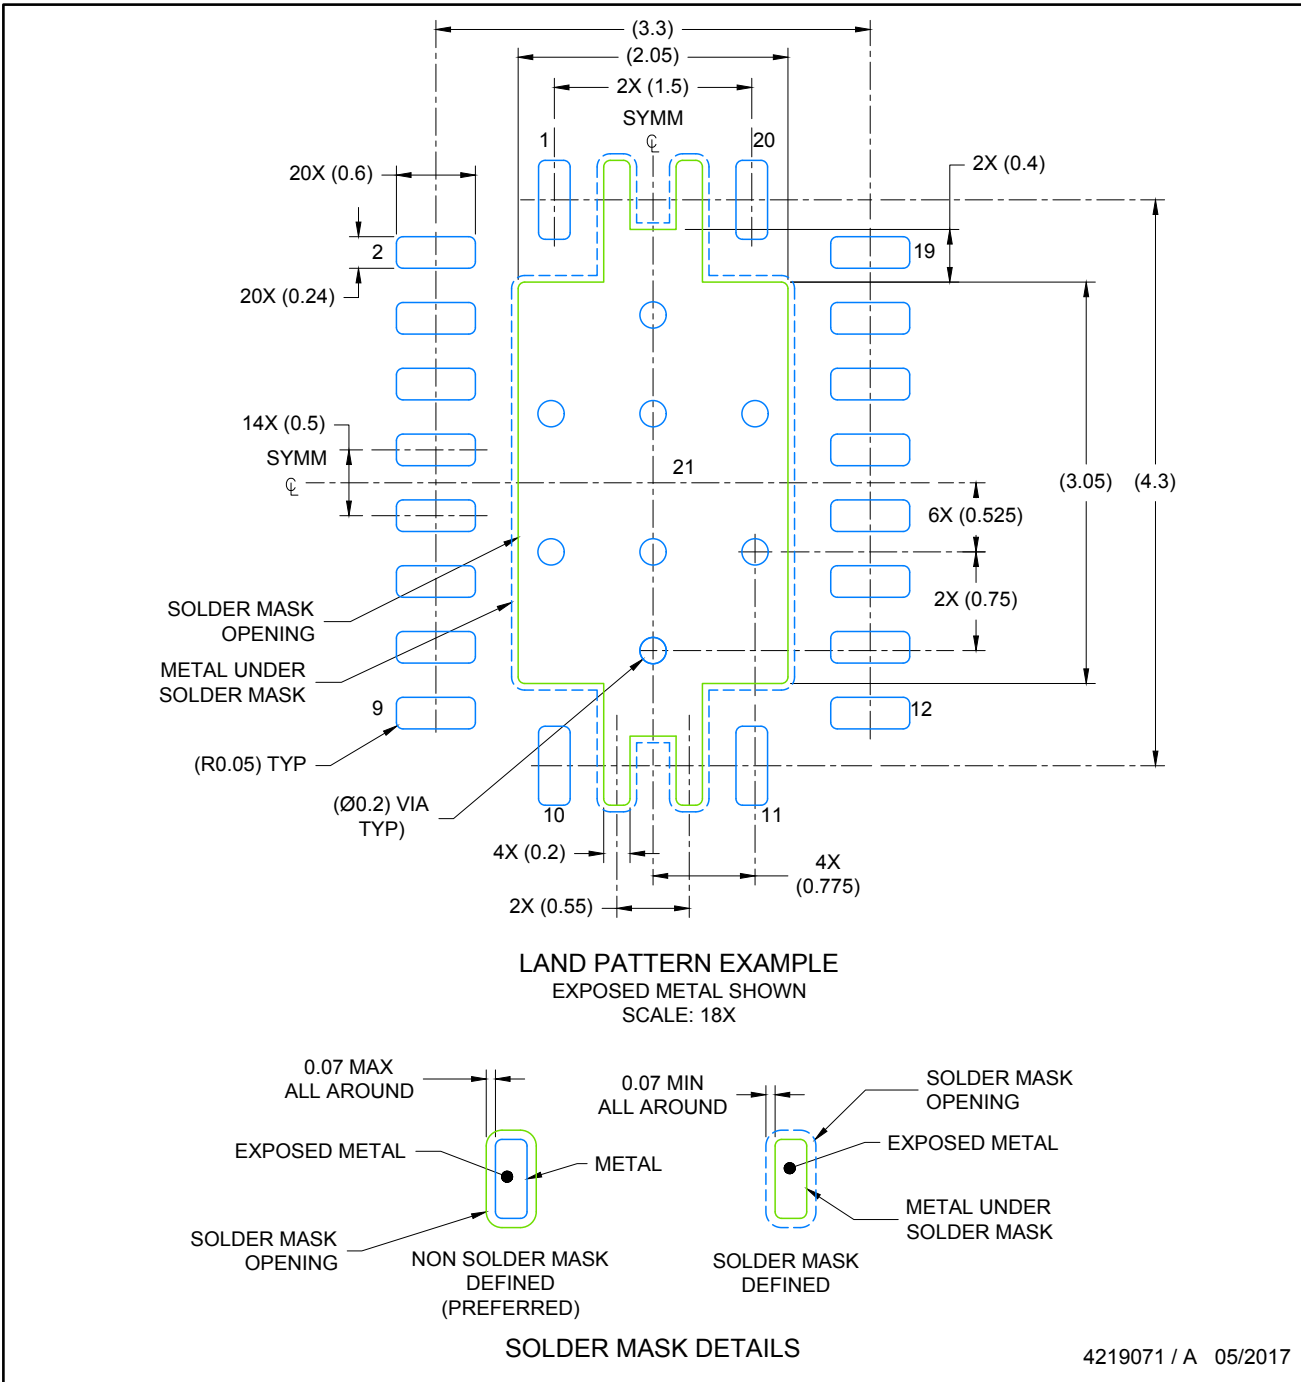 (3.3)
(2.05)
2X (1.5)
SYMM
℄
1
20
2X (0.4)
20X (0.6)
2
19
20X (0.24)
14X (0.5)
SYMM
℄
21
(3.05)
(4.3)
6X (0.525)
2X (0.75)
SOLDER MASK
OPENING
METAL UNDER
SOLDER MASK
9
12
(R0.05) TYP
(Ø0.2) VIA
TYP)
10
11
4X (0.2)
4X
(0.775)
2X (0.55)
LAND PATTERN EXAMPLE
EXPOSED METAL SHOWN
SCALE: 18X
0.07 MAX
ALL AROUND
EXPOSED METAL
METAL
SOLDER MASK
OPENING
NON SOLDER MASK
DEFINED
(PREFERRED)
0.07 MIN
ALL AROUND
SOLDER MASK
OPENING
EXPOSED METAL
METAL UNDER
SOLDER MASK
SOLDER MASK
DEFINED
SOLDER MASK DETAILS
4219071 / A 05/2017